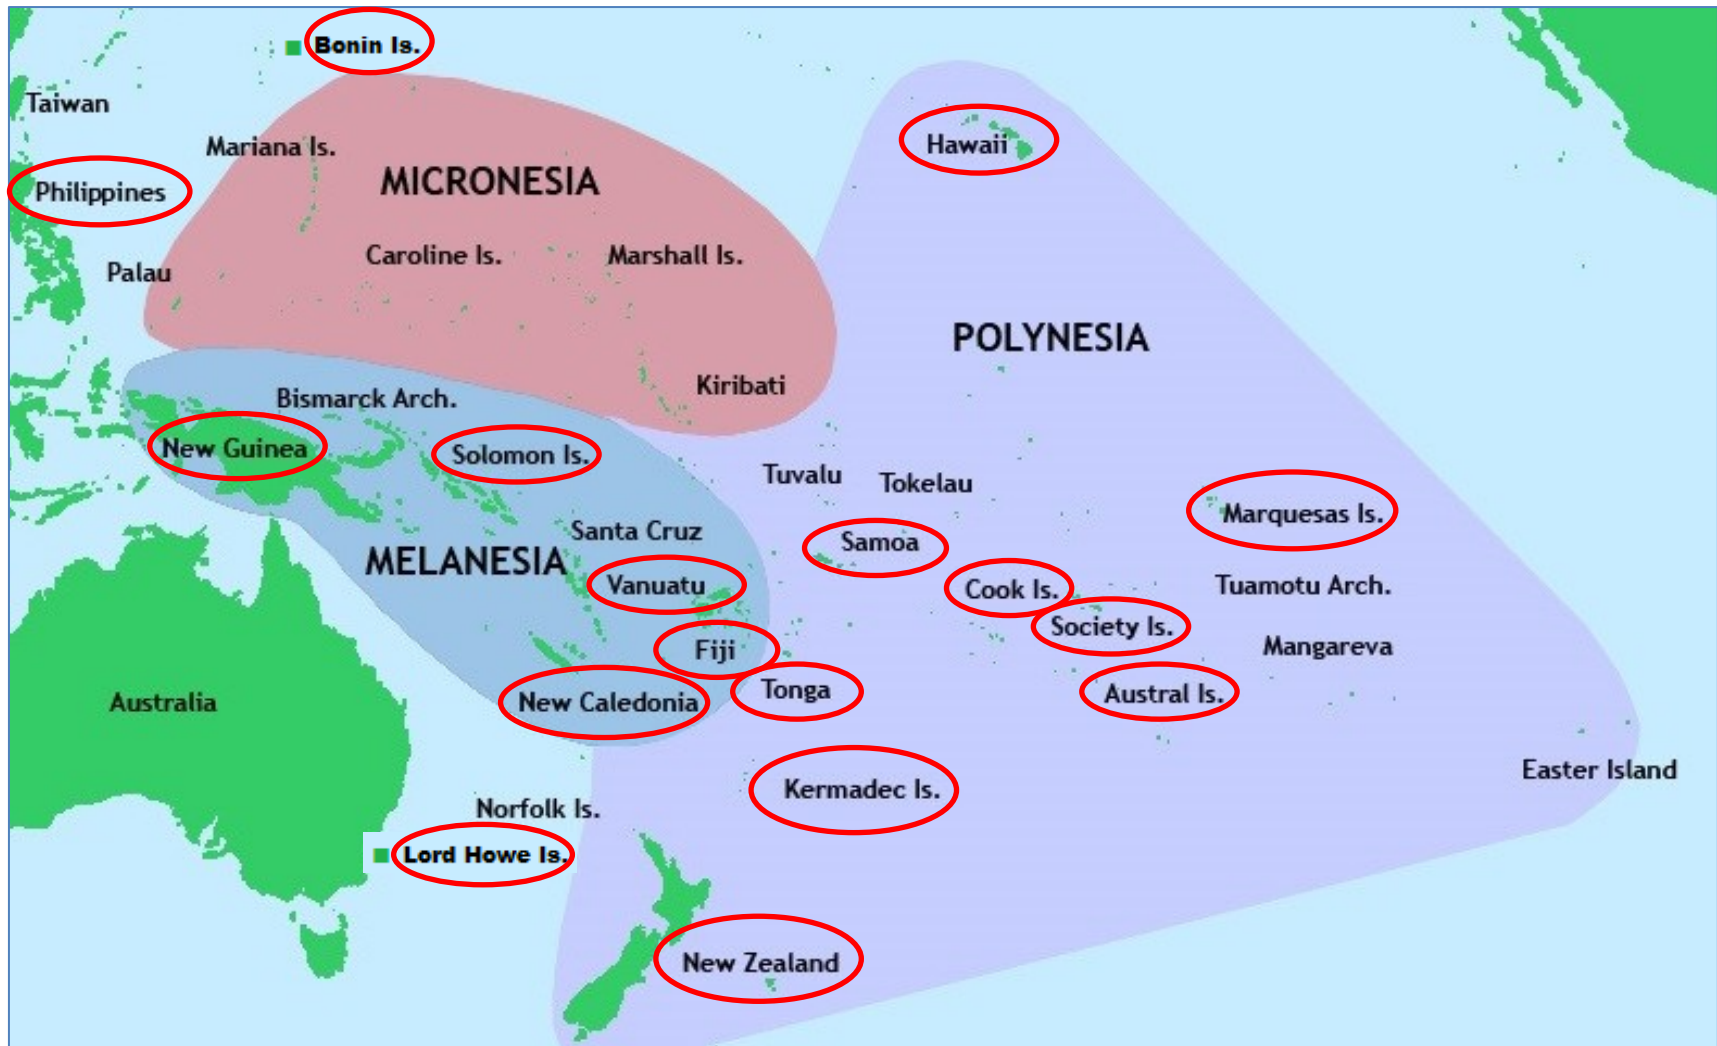 Bonin Is.
Taiwan
Hawaii
Mariana Is.
MICRONESIA
Philippines
Caroline Is.
Marshall Is.
Palau
POLYNESIA
Kiribati
Bismarck Arch.
New Guinea
Solomon Is.
Tuvalu
Tokelau
Marquesas Is.
Santa Cruz
Samoa
MELANESIA
Vanuatu
Cook Is.
Tuamotu Arch.
Society Is.
Fiji
Mangareva
Tonga
Austral Is.
Australia
New Caledonia
Easter Island
Kermadec Is.
Norfolk Is.
Lord Howe Is.
New Zealand